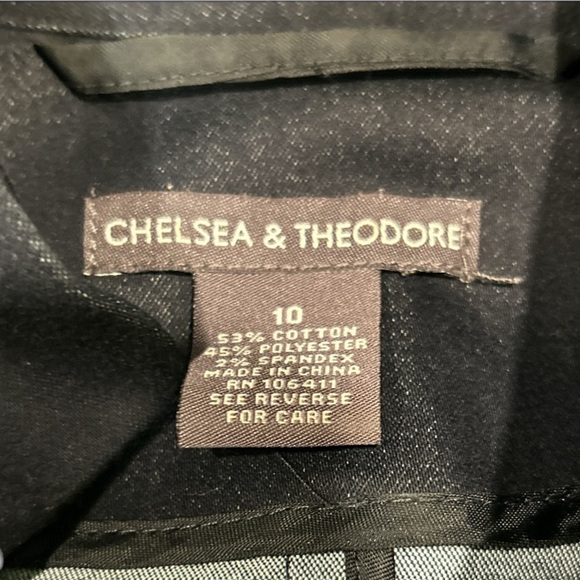 CHELSEA & THEODORE
10
53% COTTON
45% POLYESTER
2% SPANDEX
MADE IN CHINA
RN 106411
SEE REVERSE
FOR CARE